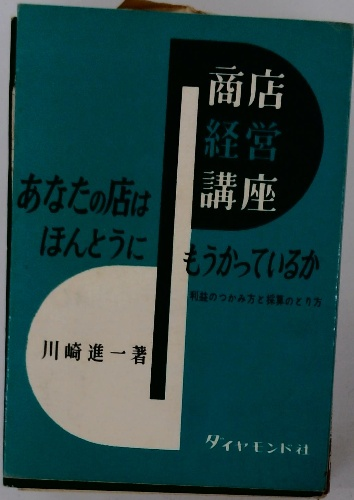 商店
経営
講座
あなたの店は
ほんとうに
もうかっているか
利益のつかみ方と採算のとり方
川崎進一著
ダイヤモンド社